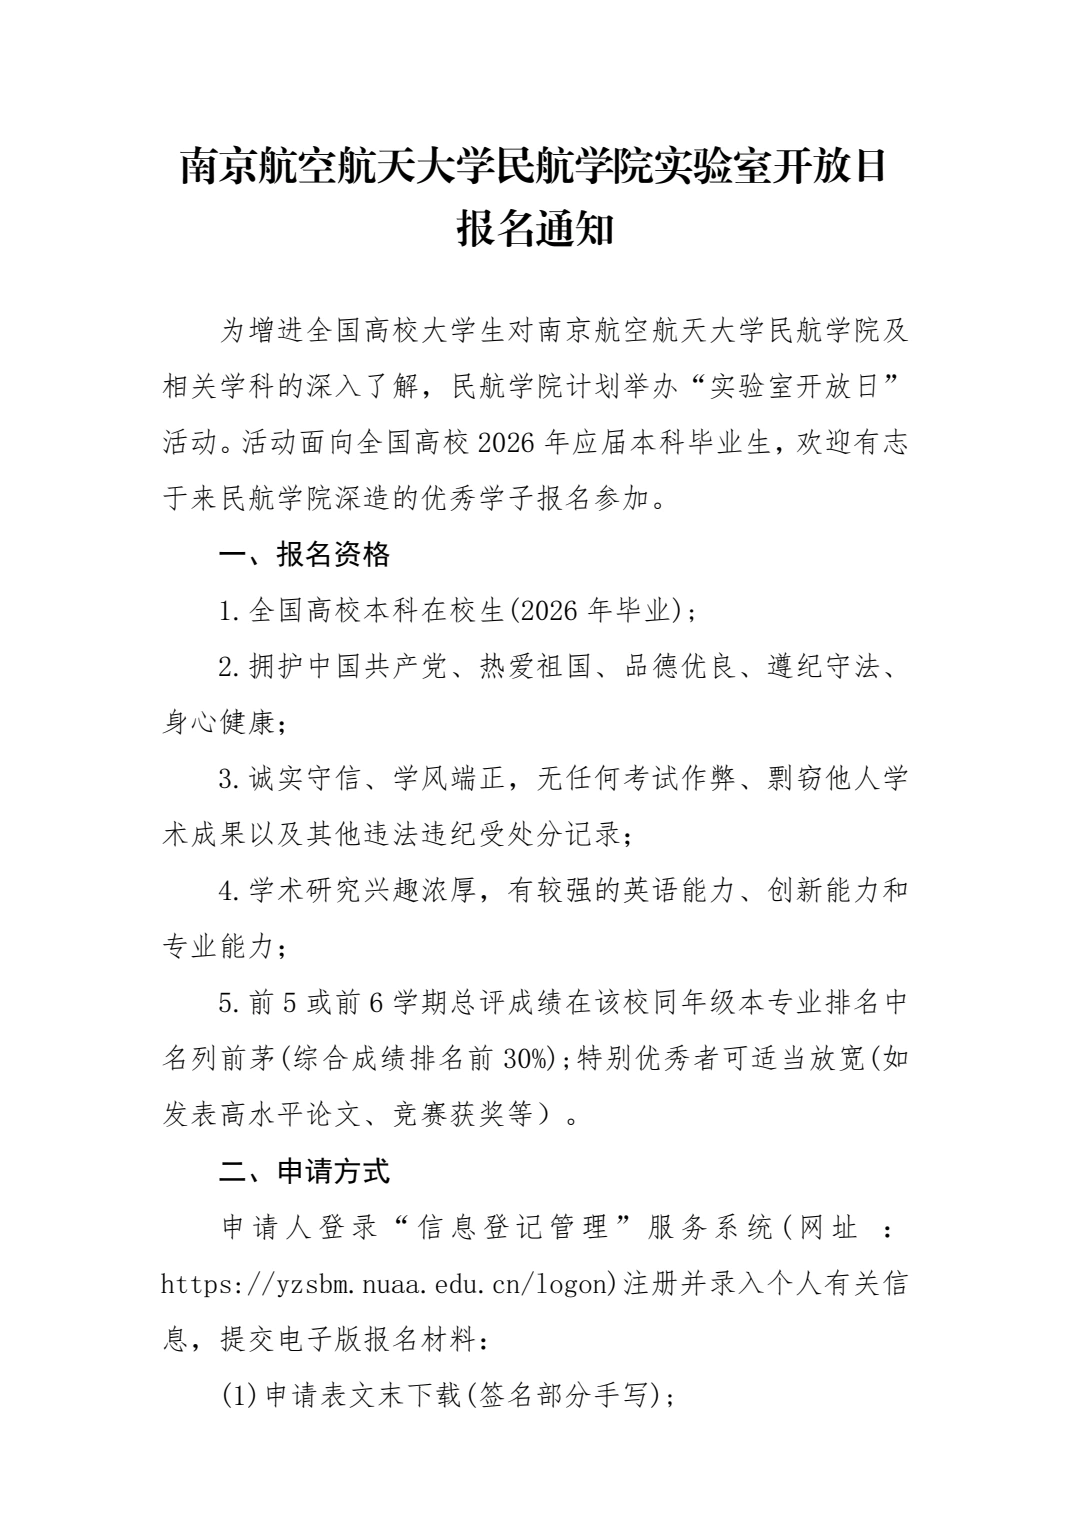 南京航空航天大学民航学院实验室开放日
报名通知
为增进全国高校大学生对南京航空航天大学民航学院及
相关学科的深入了解，民航学院计划举办“实验室开放日”
活动。活动面向全国高校 2026 年应届本科毕业生，欢迎有志
于来民航学院深造的优秀学子报名参加。
一、报名资格
1.全国高校本科在校生(2026 年毕业)；
2.拥护中国共产党、热爱祖国、品德优良、遵纪守法、
身心健康；
3.诚实守信、学风端正，无任何考试作弊、剽窃他人学
术成果以及其他违法违纪受处分记录；
4.学术研究兴趣浓厚，有较强的英语能力、创新能力和
专业能力；
5.前 5 或前 6 学期总评成绩在该校同年级本专业排名中
名列前茅(综合成绩排名前 30%);特别优秀者可适当放宽(如
发表高水平论文、竞赛获奖等）。
二、申请方式
申请人登录“信息登记管理”服务系统(网址 ：
https://yzsbm.nuaa.edu.cn/logon)注册并录入个人有关信
息，提交电子版报名材料：
(1)申请表文末下载(签名部分手写)；